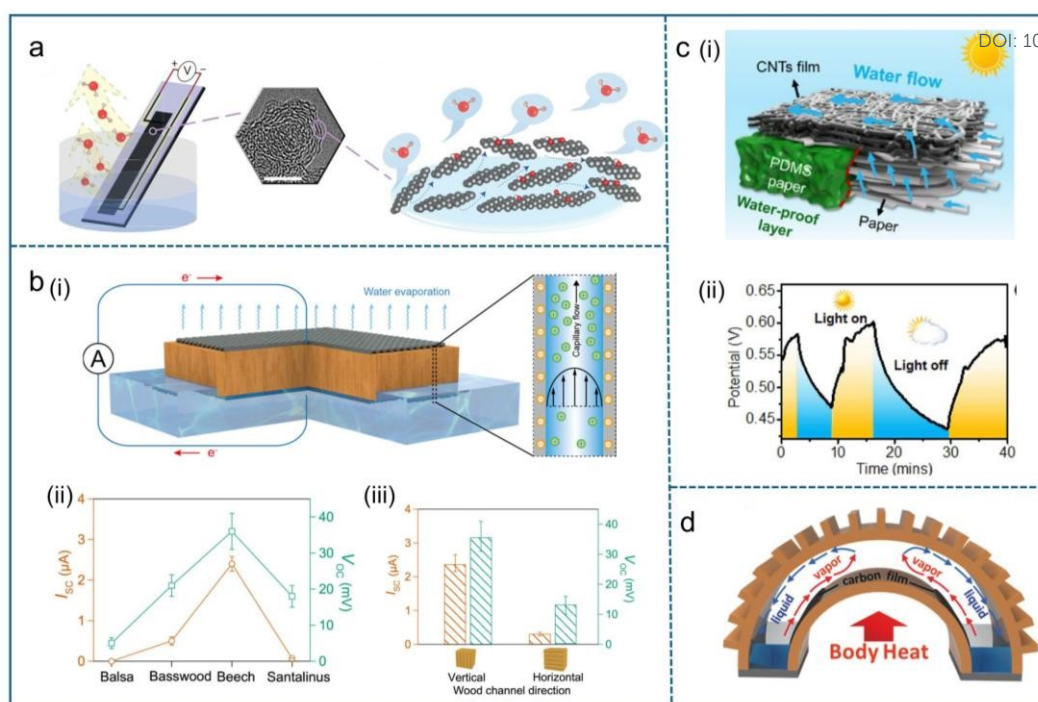 a
+ V −
b (i)
e⁻
Water evaporation
A
Capillary flow
e⁻
(ii)
4
3
2
1
0
I_SC (µA)
40
30
20
10
0
V_OC (mV)
Balsa Basswood Beech Santalinus
(iii)
4
3
2
1
0
I_SC (µA)
40
30
20
10
0
V_OC (mV)
Vertical Horizontal
Wood channel direction
c (i)
DOI: 10
CNTs film
Water flow
PDMS
paper
Water-proof
layer
Paper
(ii)
0.65
0.60
0.55
0.50
0.45
Potential (V)
Light on
Light off
0 10 20 30 40
Time (mins)
d
vapor vapor
liquid carbon film liquid
Body Heat